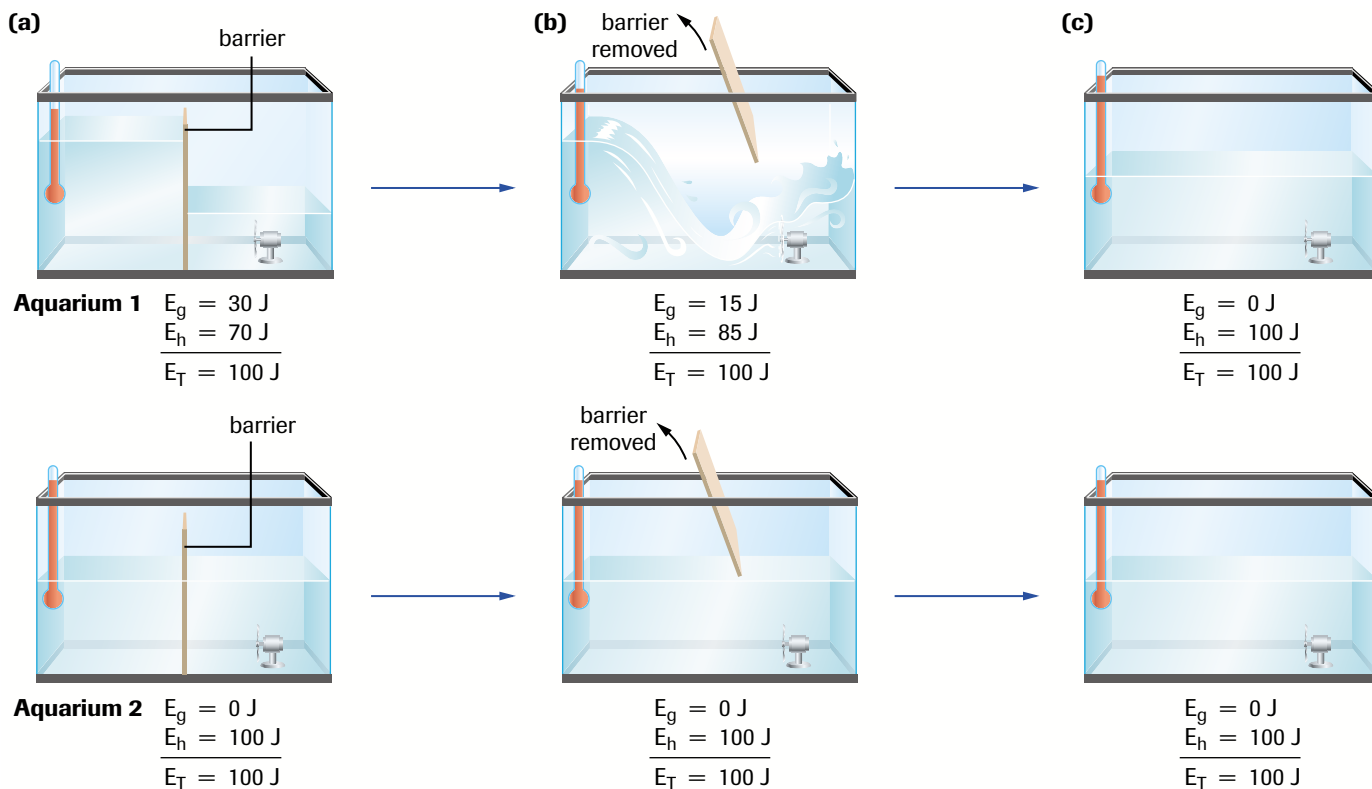 (a)
barrier
(b)
barrier
removed
(c)
Aquarium 1
E_g = 30 J
E_h = 70 J
E_T = 100 J
E_g = 15 J
E_h = 85 J
E_T = 100 J
E_g = 0 J
E_h = 100 J
E_T = 100 J
barrier
barrier
removed
Aquarium 2
E_g = 0 J
E_h = 100 J
E_T = 100 J
E_g = 0 J
E_h = 100 J
E_T = 100 J
E_g = 0 J
E_h = 100 J
E_T = 100 J